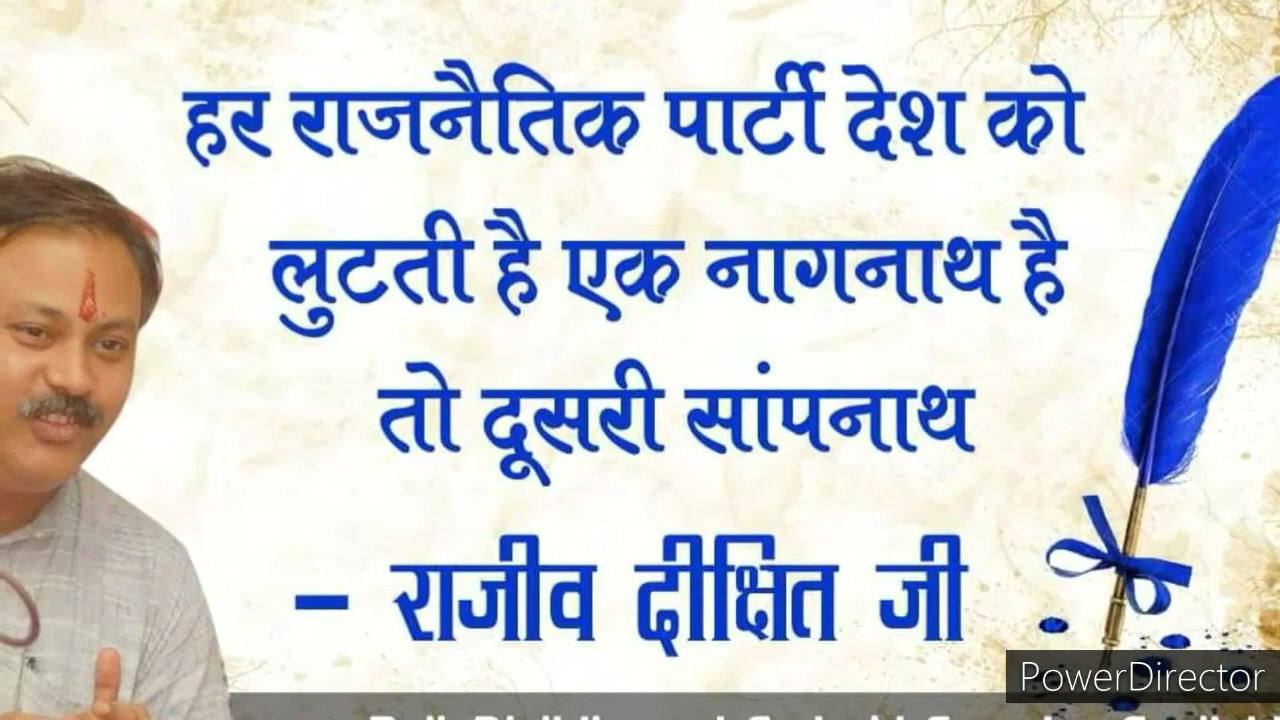 हर राजनैतिक पार्टी देश को
लुटती है एक नागनाथ है
तो दूसरी सांपनाथ
- राजीव दीक्षित जी
PowerDirector